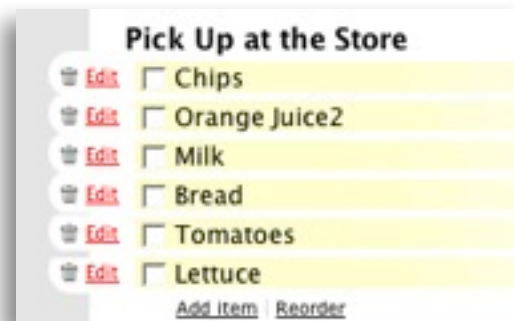 Pick Up at the Store
Edit Chips
Edit Orange Juice2
Edit Milk
Edit Bread
Edit Tomatoes
Edit Lettuce
Add item | Reorder